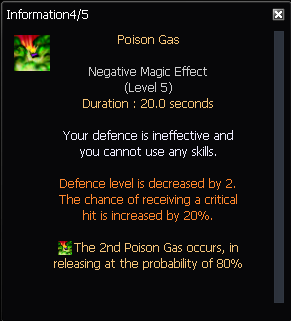 Information4/5
Poison Gas
Negative Magic Effect
(Level 5)
Duration : 20.0 seconds
Your defence is ineffective and
you cannot use any skills.
Defence level is decreased by 2.
The chance of receiving a critical
hit is increased by 20%.
The 2nd Poison Gas occurs, in
releasing at the probability of 80%